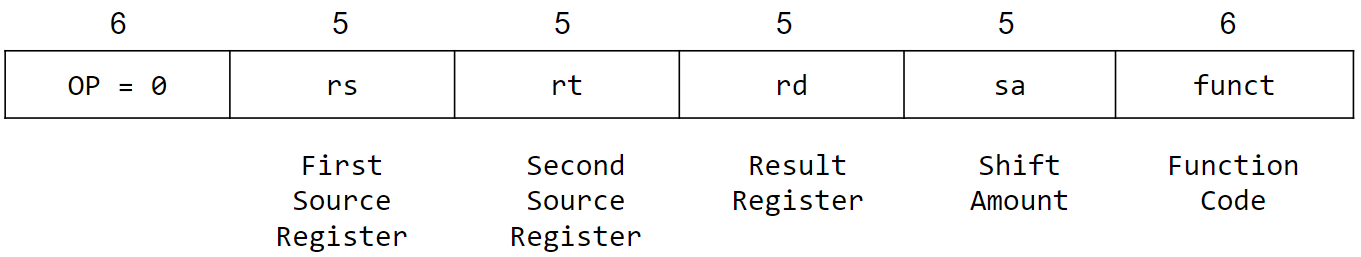 6 5 5 5 5 6
OP = 0 rs rt rd sa funct
First Second Result Shift Function
Source Source Register Amount Code
Register Register